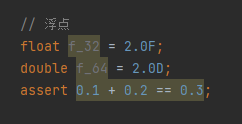 // 浮点
float f_32 = 2.0F;
double f_64 = 2.0D;
assert 0.1 + 0.2 == 0.3;